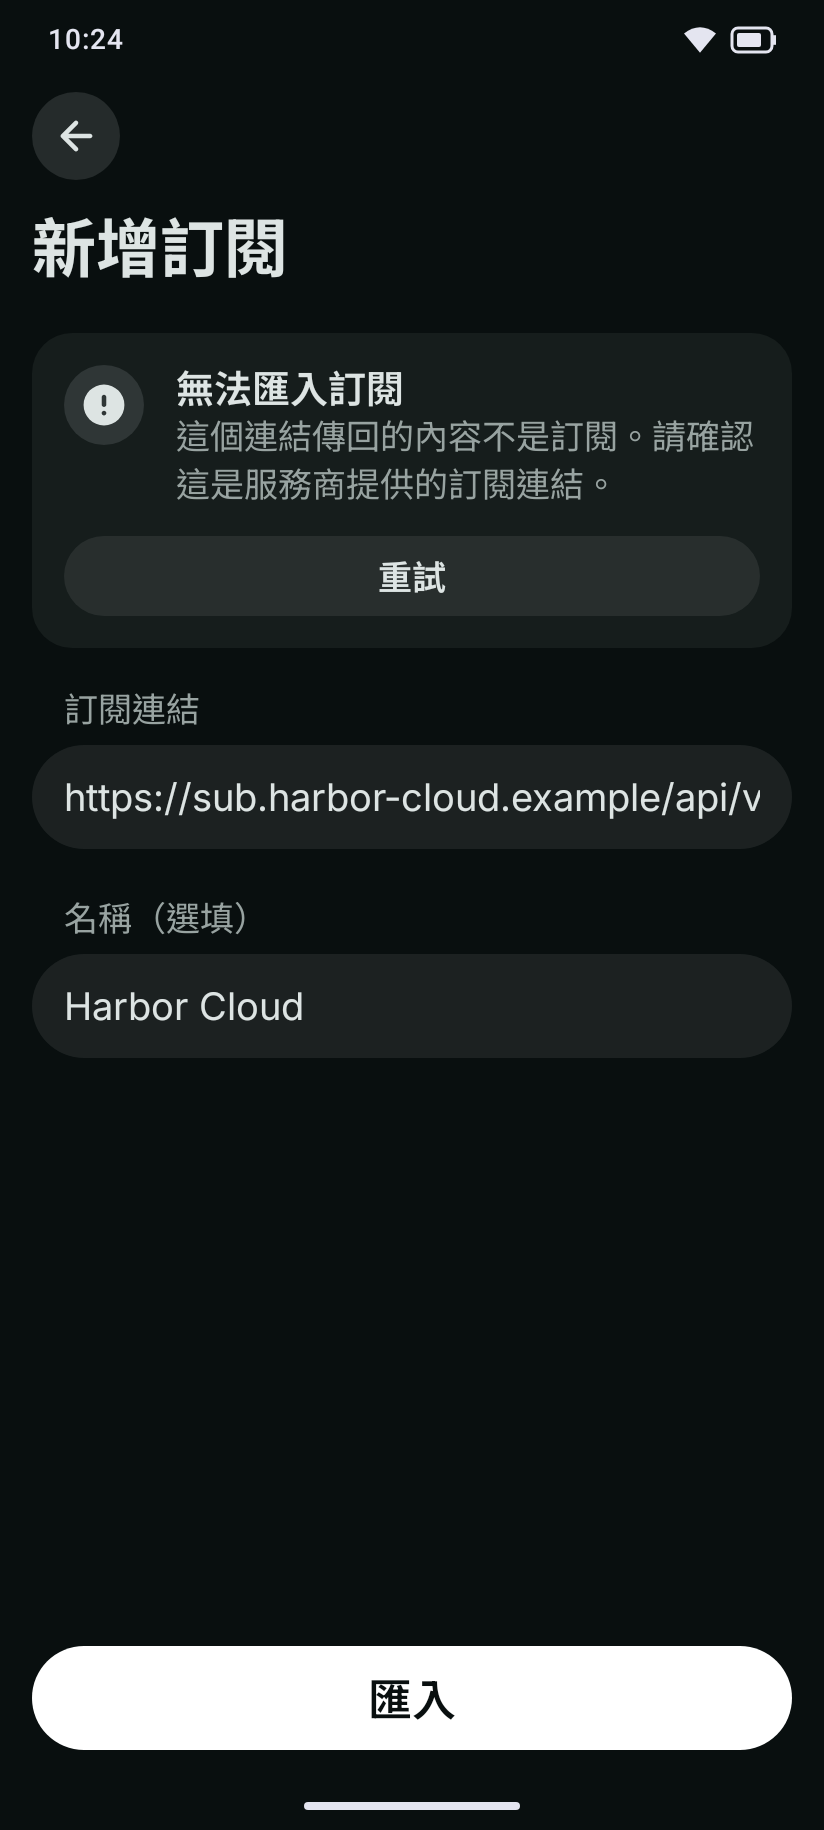 10:24
新增訂閱
無法匯入訂閱
這個連結傳回的內容不是訂閱。請確認
這是服務商提供的訂閱連結。
重試
訂閱連結
https://sub.harbor-cloud.example/api/v
名稱（選填）
Harbor Cloud
匯入